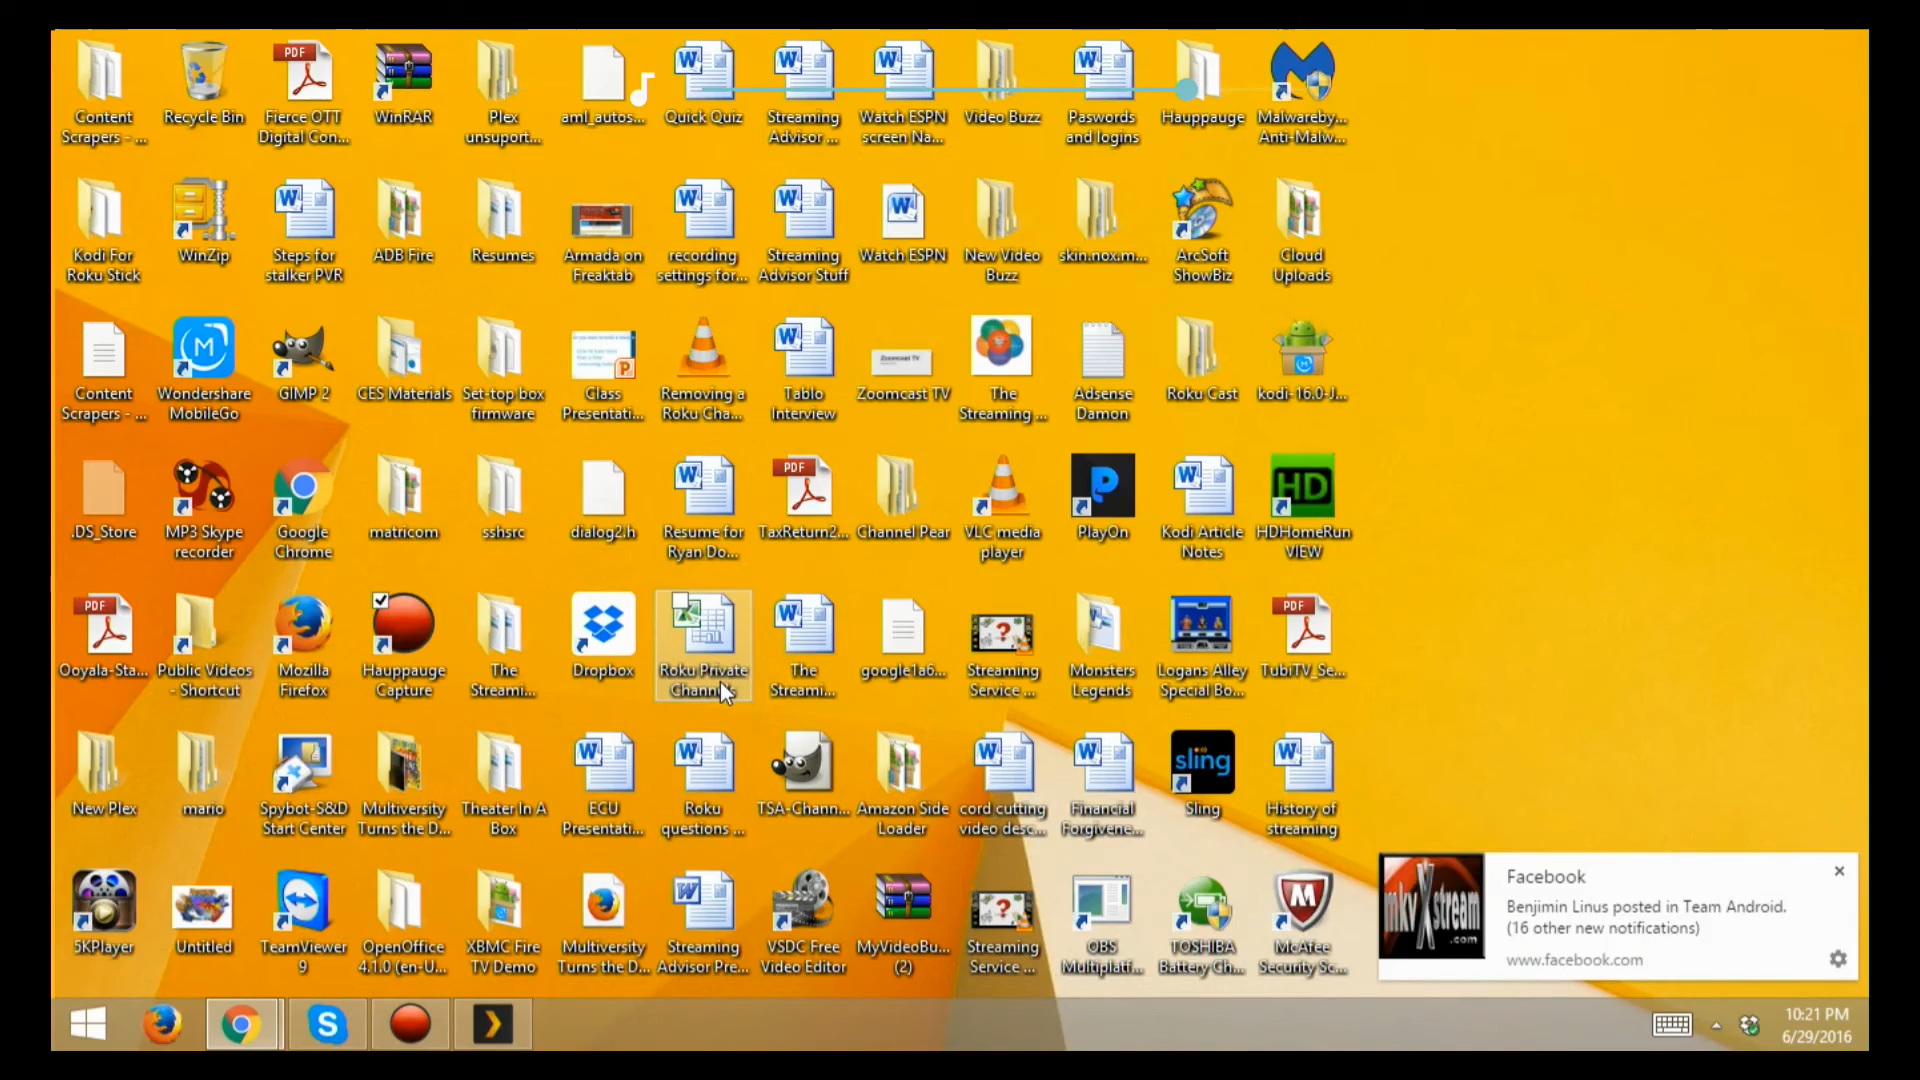 Content
Scrapers - ...
Recycle Bin
PDF
Fierce OTT
Digital Con...
WinRAR
Plex
unsuport...
aml_autos...
Quick Quiz
Streaming
Advisor ...
Watch ESPN
screen Na...
Video Buzz
Paswords
and logins
Hauppauge
Malwareby...
Anti-Malw...
Kodi For
Roku Stick
WinZip
Steps for
stalker PVR
ADB Fire
Resumes
Armada on
Freaktab
recording
settings for...
Streaming
Advisor Stuff
Watch ESPN
New Video
Buzz
skin.nox.m...
ArcSoft
ShowBiz
Cloud
Uploads
Content
Scrapers - ...
Wondershare
MobileGo
GIMP 2
CES Materials
Set-top box
firmware
Class
Presentati...
Removing a
Roku Cha...
Tablo
Interview
Zoomcast TV
Zoomcast TV
The
Streaming ...
Adsense
Damon
Roku Cast
kodi-16.0-J...
.DS_Store
MP3 Skype
recorder
Google
Chrome
matricom
sshsrc
dialog2.h
Resume for
Ryan Do...
PDF
TaxReturn2...
Channel Pear
VLC media
player
PlayOn
Kodi Article
Notes
HD
HDHomeRun
VIEW
PDF
Ooyala-Sta...
Public Videos
- Shortcut
Mozilla
Firefox
Hauppauge
Capture
The
Streami...
Dropbox
Roku Private
Channels
The
Streami...
google1a6...
Streaming
Service ...
Monsters
Legends
Logans Alley
Special Bo...
PDF
TubiTV_Se...
New Plex
mario
Spybot-S&D
Start Center
Multiversity
Turns the D...
Theater In A
Box
ECU
Presentati...
Roku
questions ...
TSA-Chann...
Amazon Side
Loader
cord cutting
video desc...
Financial
Forgivene...
sling
Sling
History of
streaming
5KPlayer
Untitled
TeamViewer
9
OpenOffice
4.1.0 (en-U...
XBMC Fire
TV Demo
Multiversity
Turns the D...
Streaming
Advisor Pre...
VSDC Free
Video Editor
MyVideoBu...
(2)
Streaming
Service ...
OBS
Multiplatf...
TOSHIBA
Battery Ch...
McAfee
Security Sc...
mkvXstream
.com
Facebook
Benjimin Linus posted in Team Android.
(16 other new notifications)
www.facebook.com
10:21 PM
6/29/2016